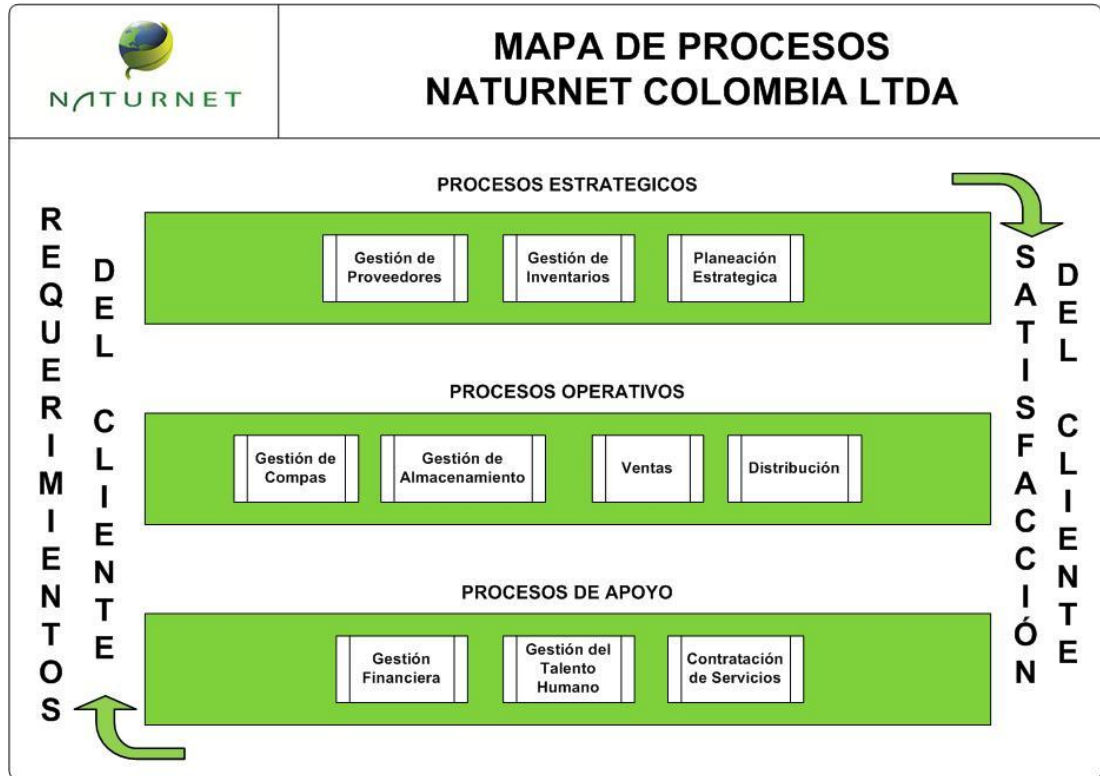 NATURNET
MAPA DE PROCESOS
NATURNET COLOMBIA LTDA
REQUERIMIENTOS
DEL CLIENTE
PROCESOS ESTRATEGICOS
Gestión de
Proveedores
Gestión de
Inventarios
Planeación
Estrategica
PROCESOS OPERATIVOS
Gestión de
Compas
Gestión de
Almacenamiento
Ventas
Distribución
PROCESOS DE APOYO
Gestión
Financiera
Gestión del
Talento
Humano
Contratación
de Servicios
SATISFACCIÓN
DEL CLIENTE